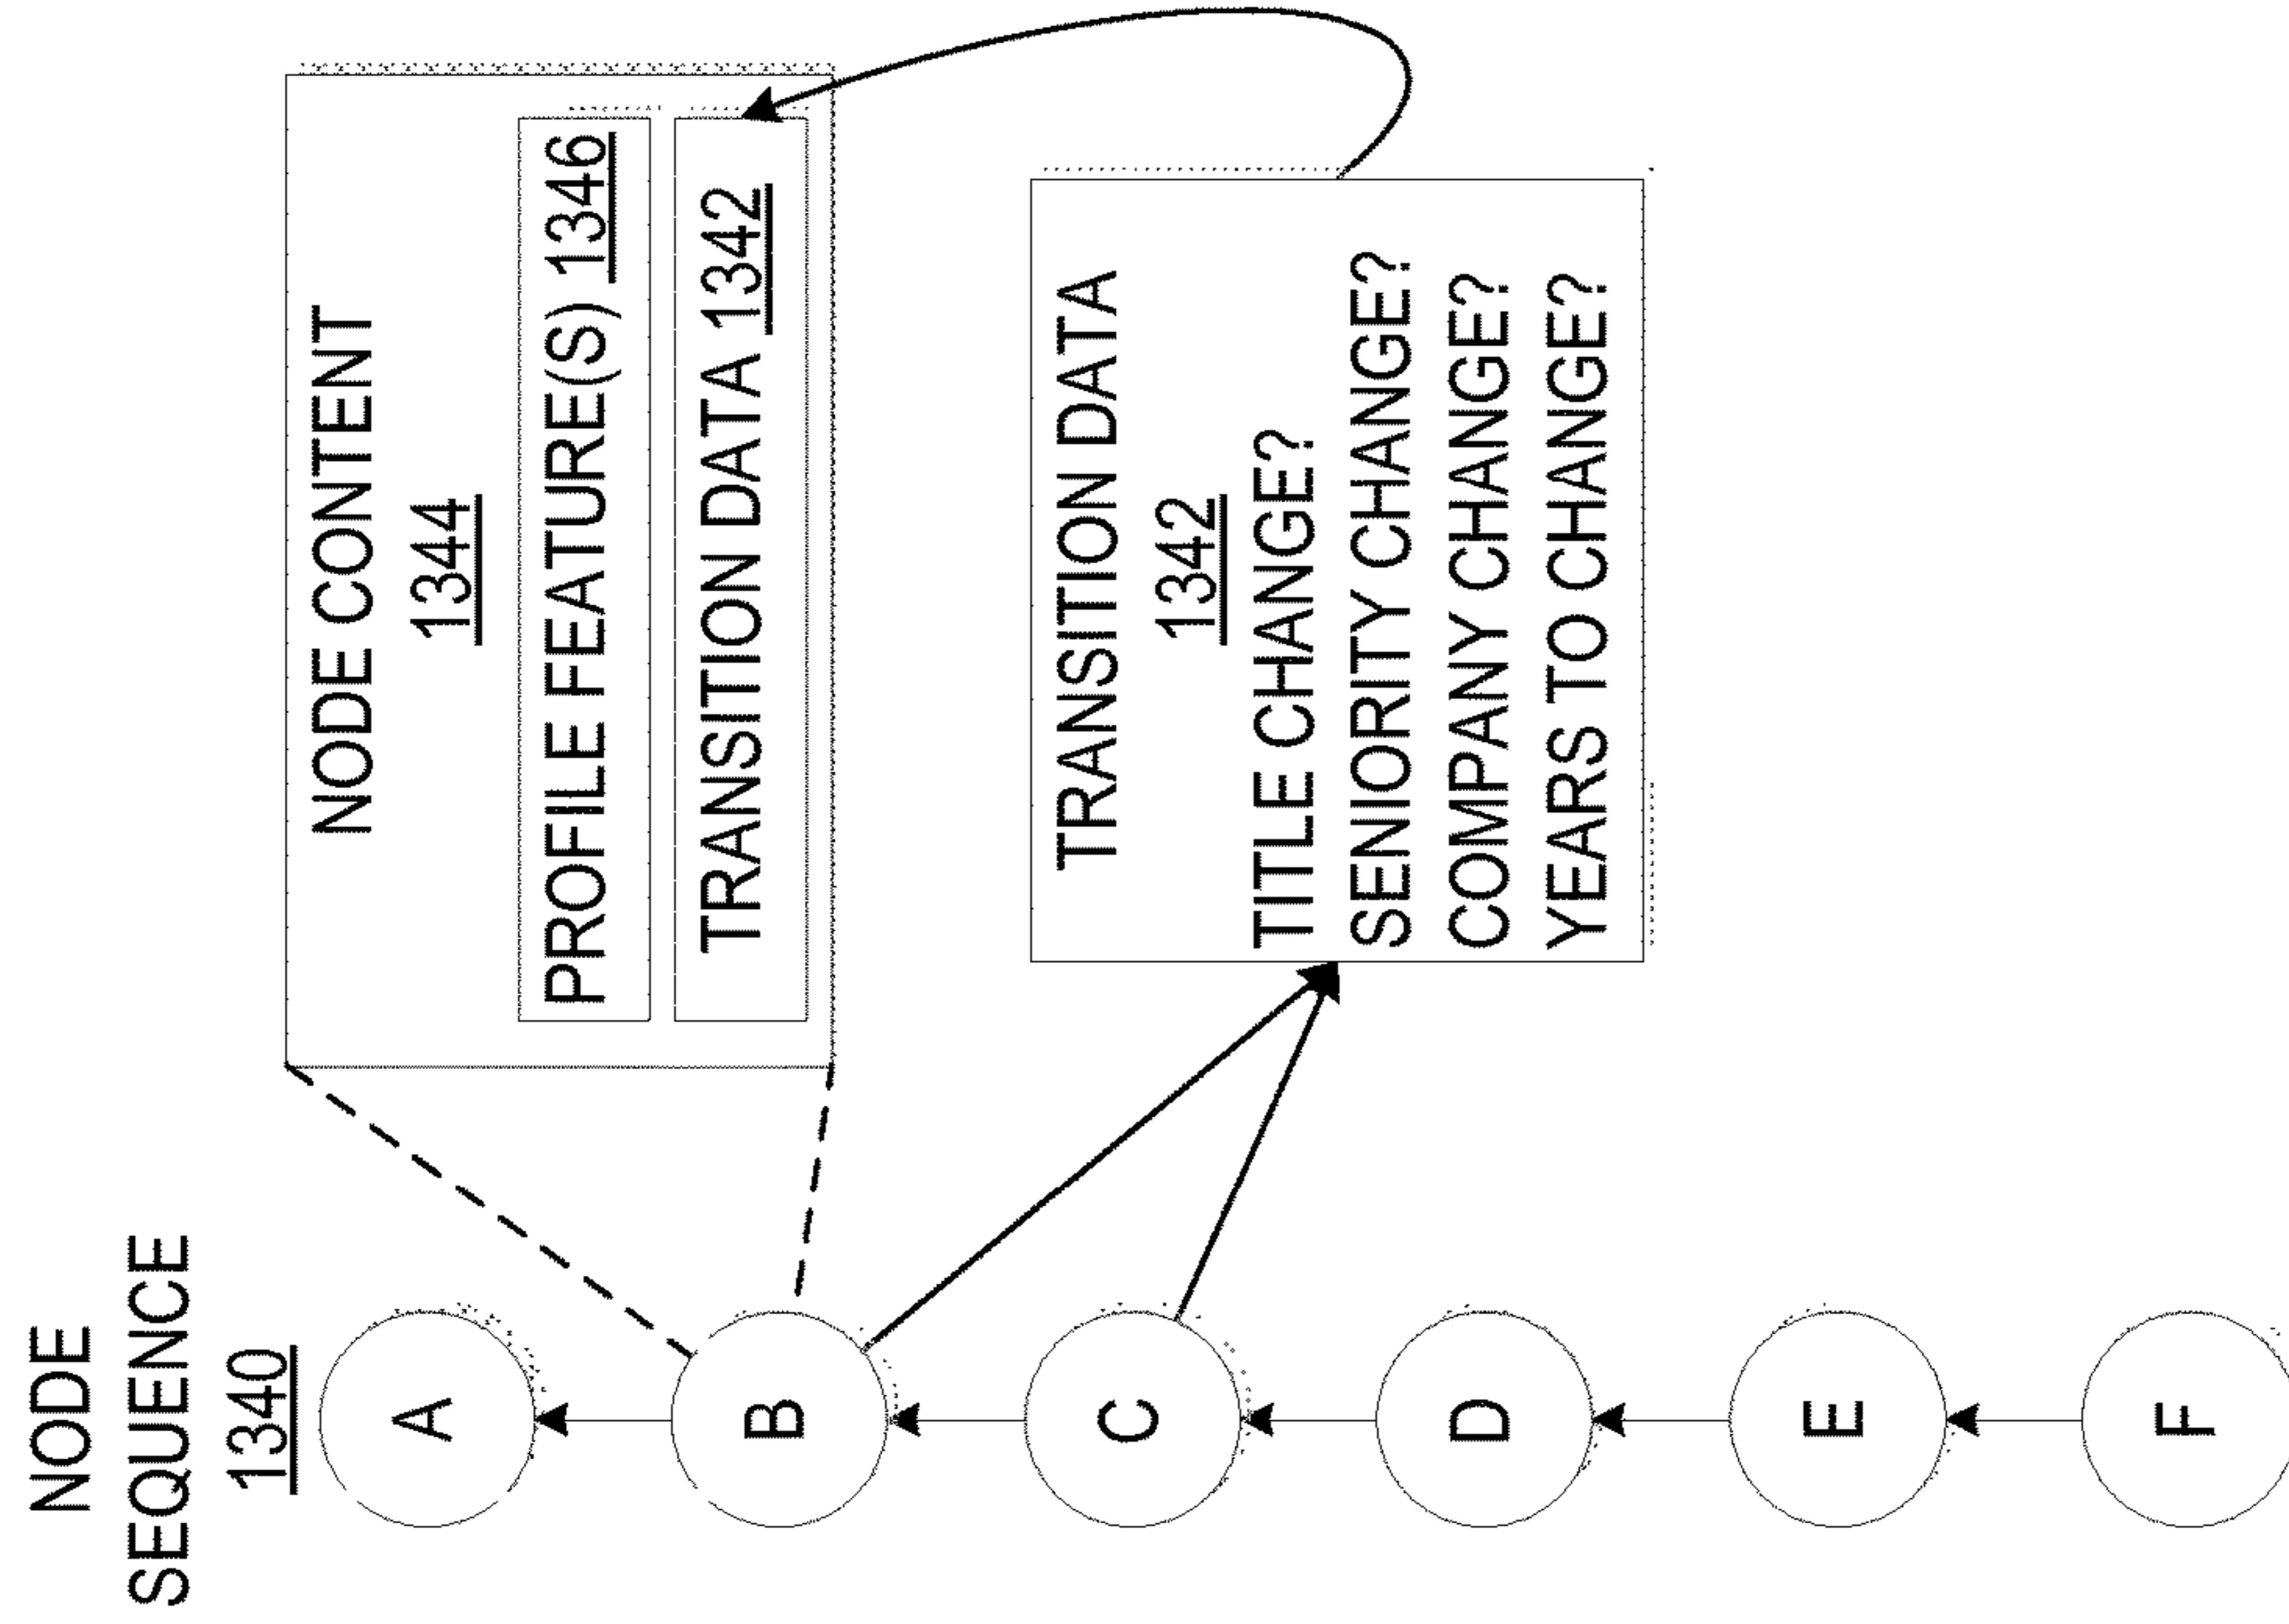 NODE
SEQUENCE
1340
A
B
C
D
E
F
NODE CONTENT
1344
PROFILE FEATURE(S) 1346
TRANSITION DATA 1342
TRANSITION DATA
1342
TITLE CHANGE?
SENIORITY CHANGE?
COMPANY CHANGE?
YEARS TO CHANGE?